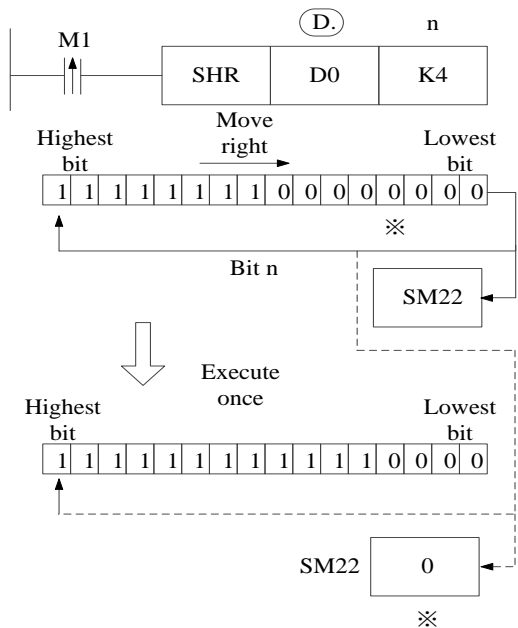 D. n
M1
SHR D0 K4
Move right
Highest bit
Lowest bit
1 1 1 1 1 1 1 1 0 0 0 0 0 0 0 0
※
Bit n
SM22
Execute once
Highest bit
Lowest bit
1 1 1 1 1 1 1 1 1 1 1 1 0 0 0 0
SM22 0
※